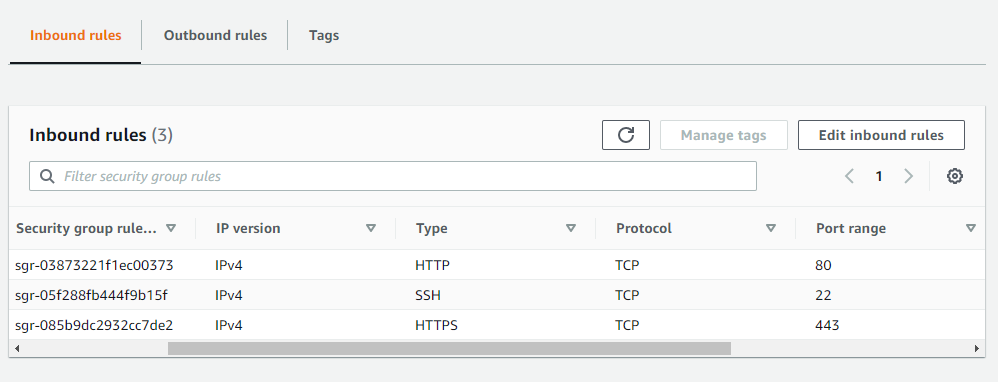 Inbound rules Outbound rules Tags
Inbound rules (3) Manage tags Edit inbound rules
Filter security group rules 1
Security group rule... IP version Type Protocol Port range
sgr-03873221f1ec00373 IPv4 HTTP TCP 80
sgr-05f288fb444f9b15f IPv4 SSH TCP 22
sgr-085b9dc2932cc7de2 IPv4 HTTPS TCP 443